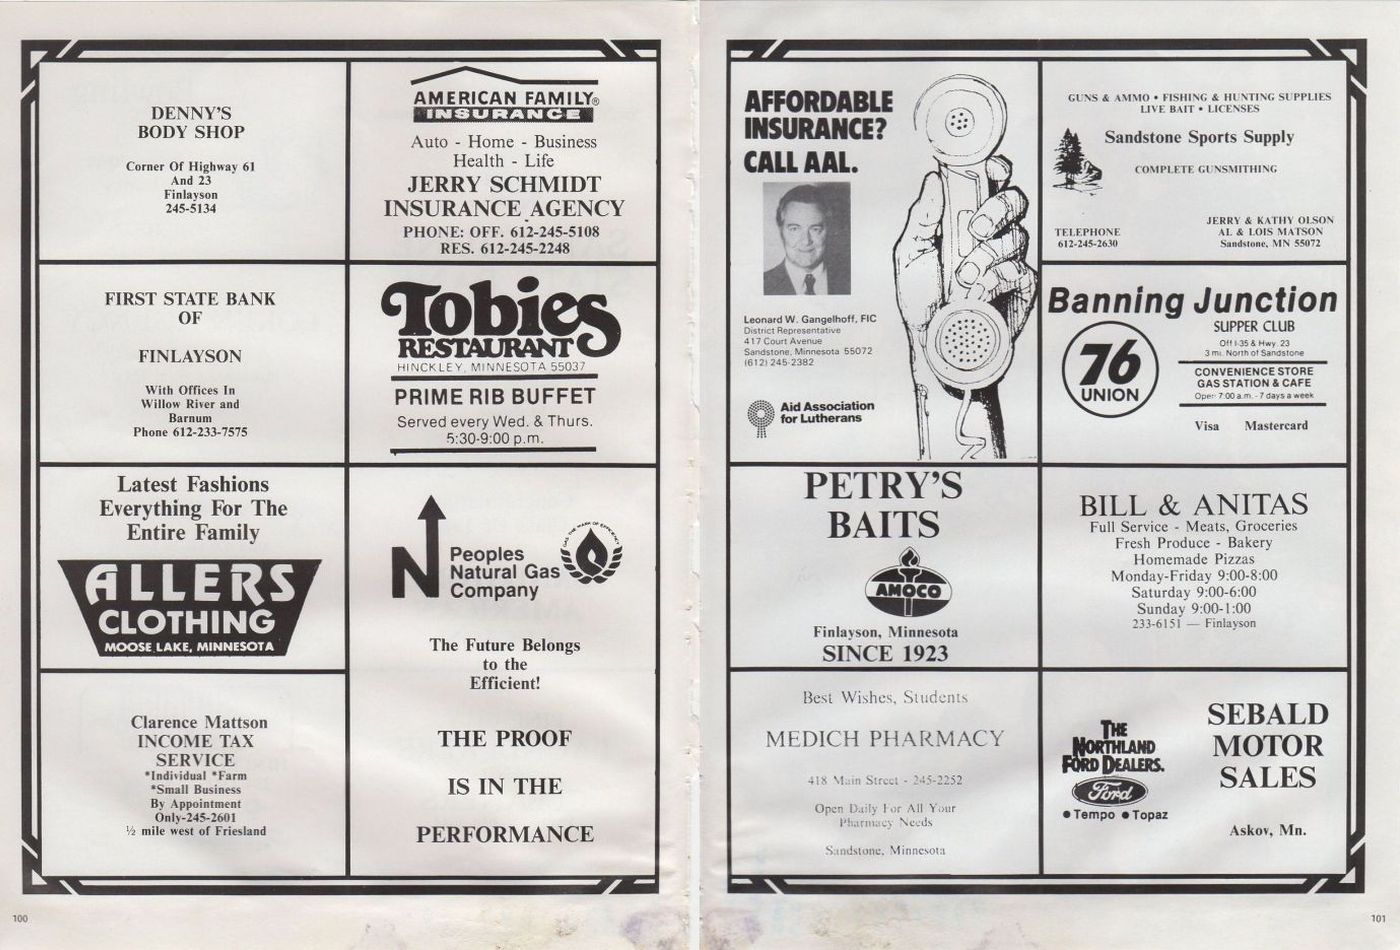 DENNY'S
BODY SHOP
Corner Of Highway 61
And 23
Finlayson
245-5134
AMERICAN FAMILY®
INSURANCE
Auto - Home - Business
Health - Life
JERRY SCHMIDT
INSURANCE AGENCY
PHONE: OFF. 612-245-5108
RES. 612-245-2248
FIRST STATE BANK
OF
FINLAYSON
With Offices In
Willow River and
Barnum
Phone 612-233-7575
Tobies
RESTAURANT
HINCKLEY, MINNESOTA 55037
PRIME RIB BUFFET
Served every Wed. & Thurs.
5:30-9:00 p.m.
Latest Fashions
Everything For The
Entire Family
ALLERS
CLOTHING
MOOSE LAKE, MINNESOTA
N
Peoples
Natural Gas
Company
GAS THE MARK OF EFFICIENCY
The Future Belongs
to the
Efficient!
THE PROOF
IS IN THE
PERFORMANCE
Clarence Mattson
INCOME TAX
SERVICE
*Individual *Farm
*Small Business
By Appointment
Only-245-2601
½ mile west of Friesland
100
AFFORDABLE
INSURANCE?
CALL AAL.
Leonard W. Gangelhoff, FIC
District Representative
417 Court Avenue
Sandstone, Minnesota 55072
(612) 245-2382
Aid Association
for Lutherans
GUNS & AMMO • FISHING & HUNTING SUPPLIES
LIVE BAIT • LICENSES
Sandstone Sports Supply
COMPLETE GUNSMITHING
TELEPHONE
612-245-2630
JERRY & KATHY OLSON
AL & LOIS MATSON
Sandstone, MN 55072
Banning Junction
76
UNION
SUPPER CLUB
Off I-35 & Hwy. 23
3 mi. North of Sandstone
CONVENIENCE STORE
GAS STATION & CAFE
Open 7:00 a.m. - 7 days a week
Visa Mastercard
PETRY'S
BAITS
AMOCO
Finlayson, Minnesota
SINCE 1923
BILL & ANITAS
Full Service - Meats, Groceries
Fresh Produce - Bakery
Homemade Pizzas
Monday-Friday 9:00-8:00
Saturday 9:00-6:00
Sunday 9:00-1:00
233-6151 — Finlayson
Best Wishes, Students
MEDICH PHARMACY
418 Main Street - 245-2252
Open Daily For All Your
Pharmacy Needs
Sandstone, Minnesota
THE
NORTHLAND
FORD DEALERS.
Ford
• Tempo • Topaz
SEBALD
MOTOR
SALES
Askov, Mn.
101